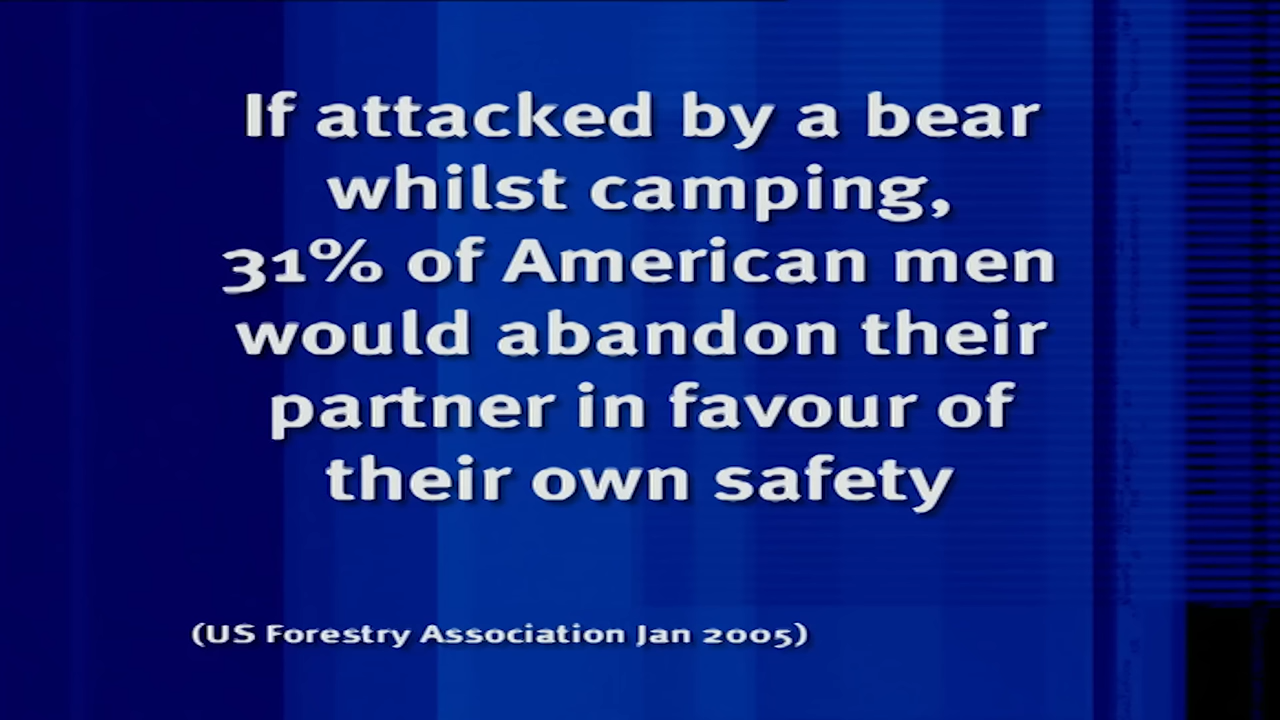 If attacked by a bear
whilst camping,
31% of American men
would abandon their
partner in favour of
their own safety
(US Forestry Association Jan 2005)